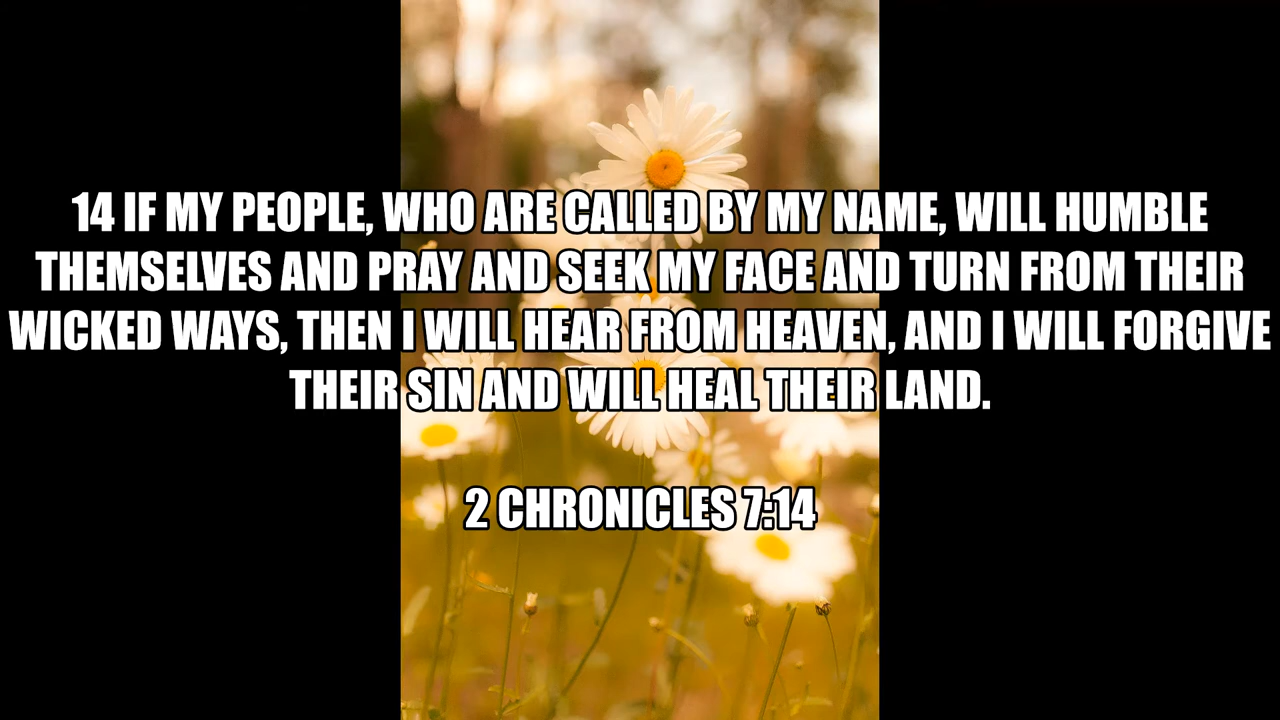 14 IF MY PEOPLE, WHO ARE CALLED BY MY NAME, WILL HUMBLE
THEMSELVES AND PRAY AND SEEK MY FACE AND TURN FROM THEIR
WICKED WAYS, THEN I WILL HEAR FROM HEAVEN, AND I WILL FORGIVE
THEIR SIN AND WILL HEAL THEIR LAND.
2 CHRONICLES 7:14